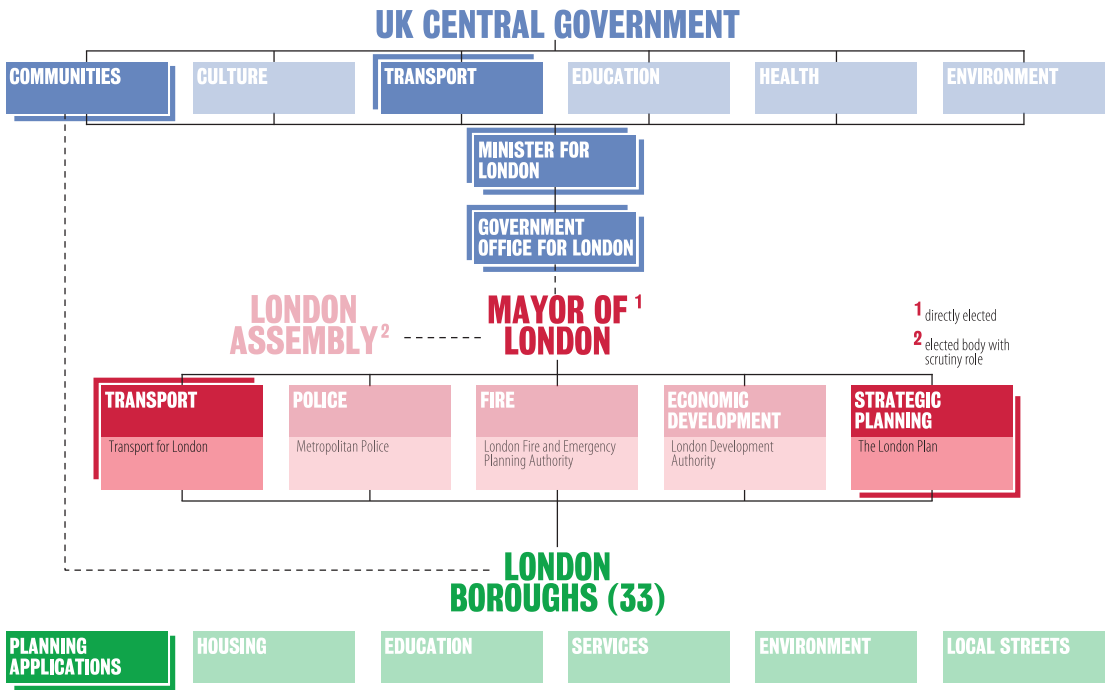 UK CENTRAL GOVERNMENT
COMMUNITIES
CULTURE
TRANSPORT
EDUCATION
HEALTH
ENVIRONMENT
MINISTER FOR
LONDON
GOVERNMENT
OFFICE FOR LONDON
LONDON
ASSEMBLY 2
MAYOR OF 1
LONDON
1 directly elected
2 elected body with
scrutiny role
TRANSPORT
Transport for London
POLICE
Metropolitan Police
FIRE
London Fire and Emergency
Planning Authority
ECONOMIC
DEVELOPMENT
London Development
Authority
STRATEGIC
PLANNING
The London Plan
LONDON
BOROUGHS (33)
PLANNING
APPLICATIONS
HOUSING
EDUCATION
SERVICES
ENVIRONMENT
LOCAL STREETS